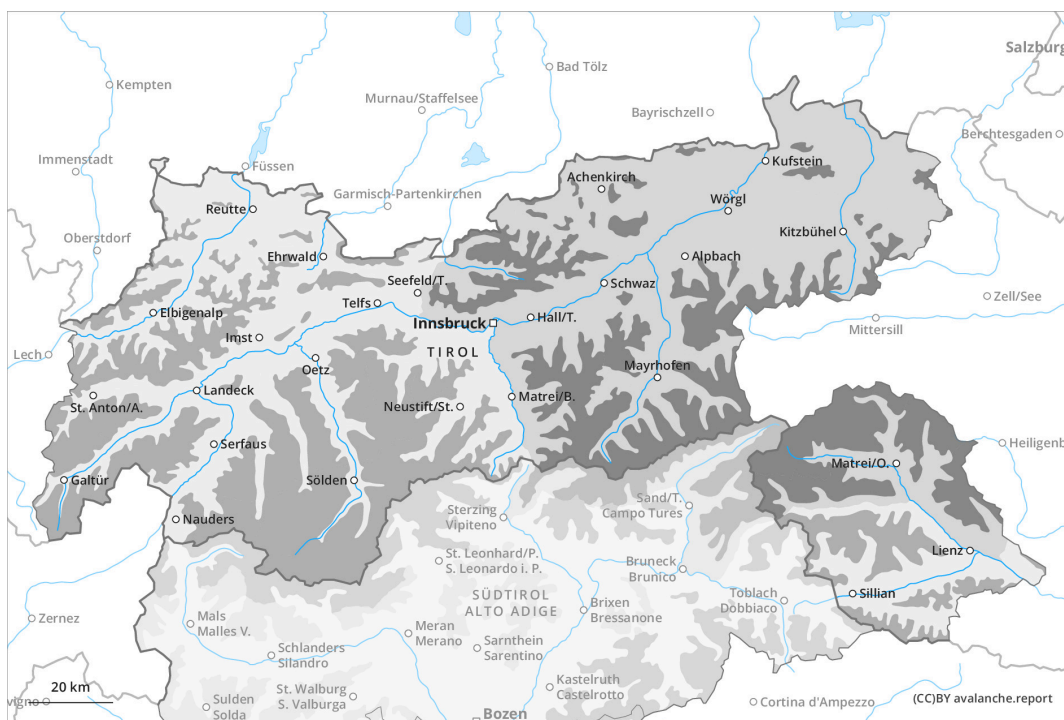 Salzburg
Kempten
Bad Tölz
Murnau/Staffelsee
Bayrischzell
Berchtesgaden
Immenstadt
Füssen
Kufstein
Garmisch-Partenkirchen
Achenkirch
Reutte
Wörgl
Oberstdorf
Kitzbühel
Ehrwald
Alpbach
Seefeld/T.
Schwaz
Zell/See
Telfs
Elbigenalp
Innsbruck
Hall/T.
Mittersill
Lech
Imst
TIROL
Oetz
Mayrhofen
Landeck
St. Anton/A.
Neustift/St.
Matrei/B.
Serfaus
Heiligenb
Matrei/O.
Galtür
Sölden
Sand/T.
Campo Tures
Sterzing
Vipiteno
Nauders
St. Leonhard/P.
S. Leonardo i. P.
Lienz
Bruneck
Brunico
SÜDTIROL
ALTO ADIGE
Toblach
Dobbiaco
Sillian
Brixen
Bressanone
Zernez
Mals
Malles V.
Meran
Merano
Sarnthein
Sarentino
Schlanders
Silandro
20 km
Kastelruth
Castelrotto
St. Walburg
S. Valburga
Sulden
Solda
vigno
Cortina d'Ampezzo
(CC)BY avalanche.report
Bozen